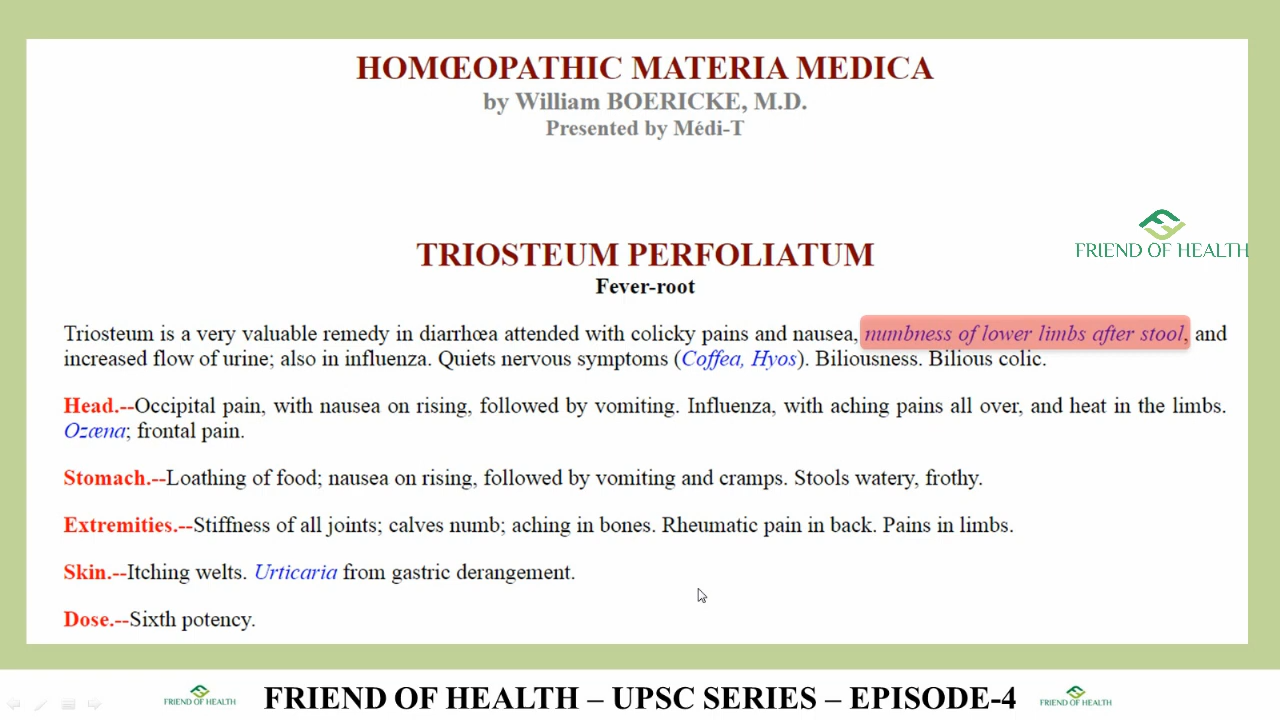 HOMŒOPATHIC MATERIA MEDICA
by William BOERICKE, M.D.
Presented by Médi-T
FRIEND OF HEALTH
TRIOSTEUM PERFOLIATUM
Fever-root
Triosteum is a very valuable remedy in diarrhœa attended with colicky pains and nausea, numbness of lower limbs after stool, and
increased flow of urine; also in influenza. Quiets nervous symptoms (Coffea, Hyos). Biliousness. Bilious colic.
Head.--Occipital pain, with nausea on rising, followed by vomiting. Influenza, with aching pains all over, and heat in the limbs.
Ozæna; frontal pain.
Stomach.--Loathing of food; nausea on rising, followed by vomiting and cramps. Stools watery, frothy.
Extremities.--Stiffness of all joints; calves numb; aching in bones. Rheumatic pain in back. Pains in limbs.
Skin.--Itching welts. Urticaria from gastric derangement.
Dose.--Sixth potency.
FRIEND OF HEALTH
FRIEND OF HEALTH – UPSC SERIES – EPISODE-4
FRIEND OF HEALTH